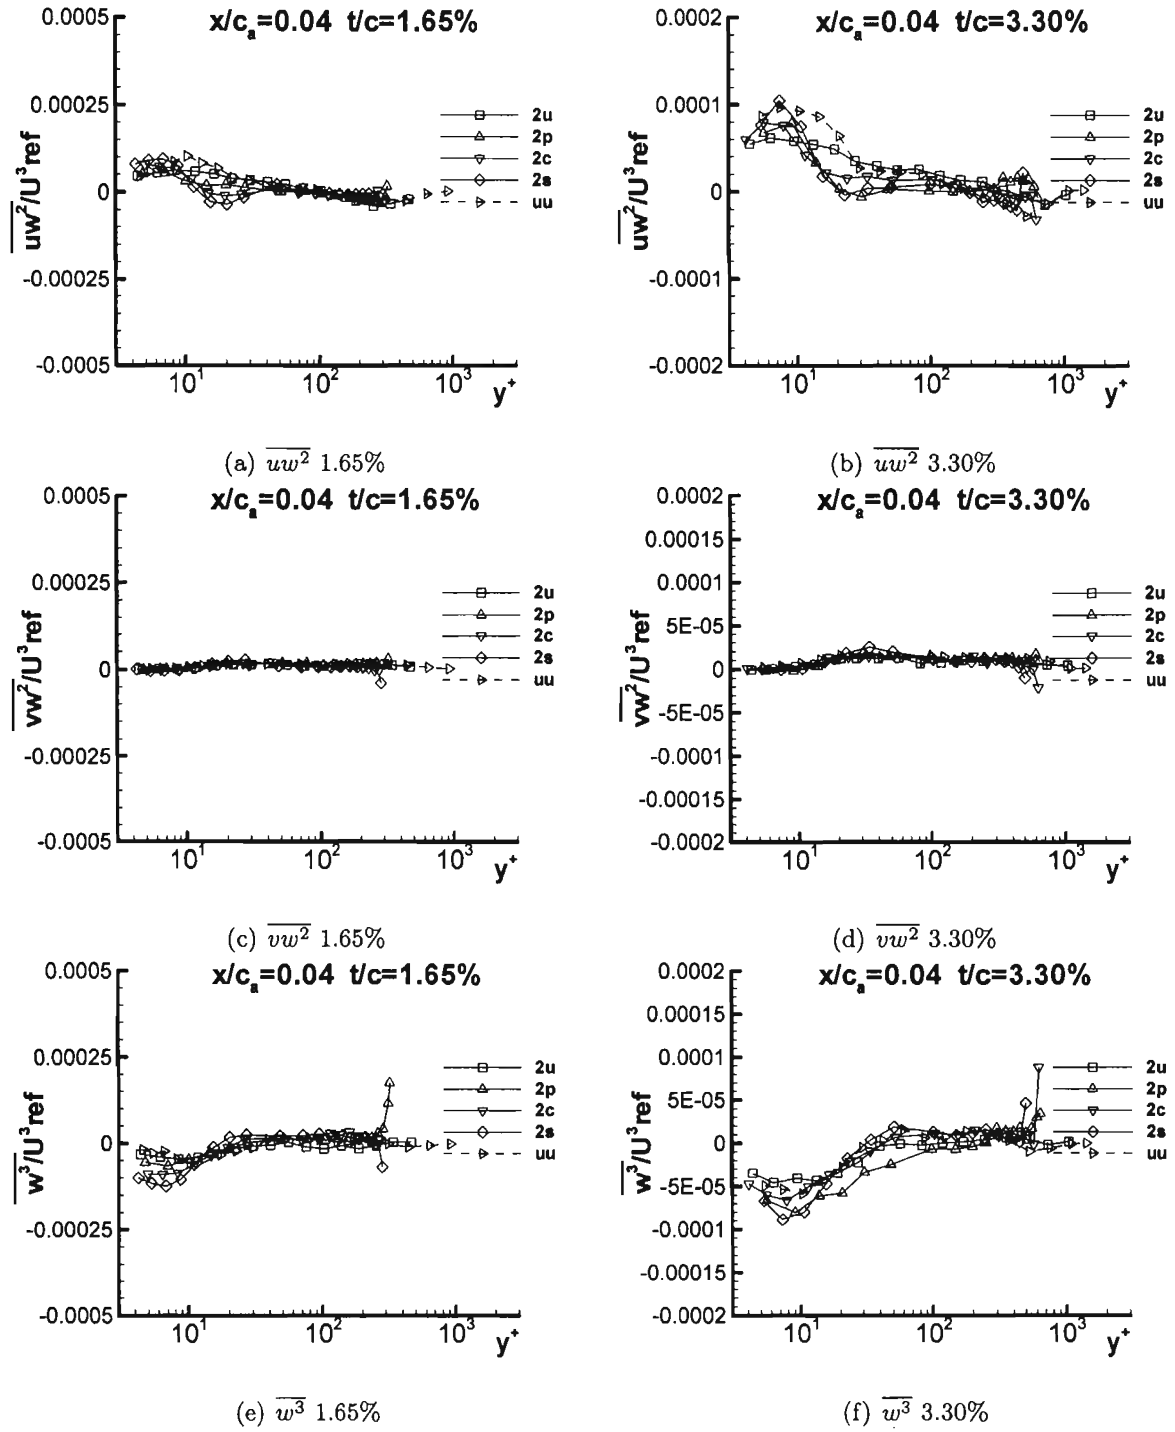 x/cₐ=0.04 t/c=1.65%
0.0005
0.00025
0
-0.00025
-0.0005
uw²/U³ref
10¹ 10² 10³
y⁺
2u
2p
2c
2s
uu
(a) uw² 1.65%
x/cₐ=0.04 t/c=3.30%
0.0002
0.0001
0
-0.0001
-0.0002
uw²/U³ref
10¹ 10² 10³
y⁺
2u
2p
2c
2s
uu
(b) uw² 3.30%
x/cₐ=0.04 t/c=1.65%
0.0005
0.00025
0
-0.00025
-0.0005
vw²/U³ref
10¹ 10² 10³
y⁺
2u
2p
2c
2s
uu
(c) vw² 1.65%
x/cₐ=0.04 t/c=3.30%
0.0002
0.00015
0.0001
5E-05
0
-5E-05
-0.0001
-0.00015
-0.0002
vw²/U³ref
10¹ 10² 10³
y⁺
2u
2p
2c
2s
uu
(d) vw² 3.30%
x/cₐ=0.04 t/c=1.65%
0.0005
0.00025
0
-0.00025
-0.0005
w³/U³ref
10¹ 10² 10³
y⁺
2u
2p
2c
2s
uu
(e) w³ 1.65%
x/cₐ=0.04 t/c=3.30%
0.0002
0.00015
0.0001
5E-05
0
-5E-05
-0.0001
-0.00015
-0.0002
w³/U³ref
10¹ 10² 10³
y⁺
2u
2p
2c
2s
uu
(f) w³ 3.30%